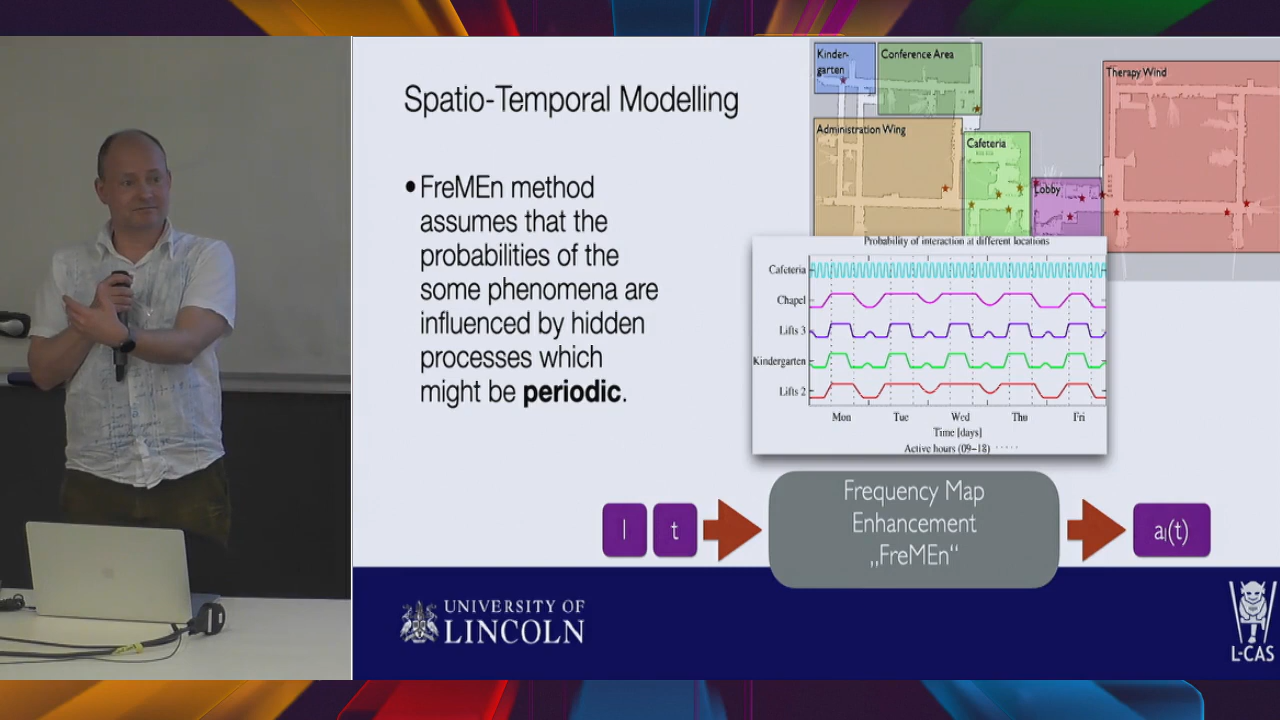 Spatio-Temporal Modelling
•FreMEn method
assumes that the
probabilities of the
some phenomena are
influenced by hidden
processes which
might be periodic.
Kinder-
garten
Conference Area
Administration Wing
Cafeteria
Lobby
Therapy Wind
Probability of interaction at different locations
Cafeteria
Chapel
Lifts 3
Kindergarten
Lifts 2
Mon Tue Wed Thu Fri
Time [days]
Active hours (09–18)
l t
Frequency Map
Enhancement
„FreMEn“
aₗ(t)
UNIVERSITY OF
LINCOLN
L-CAS